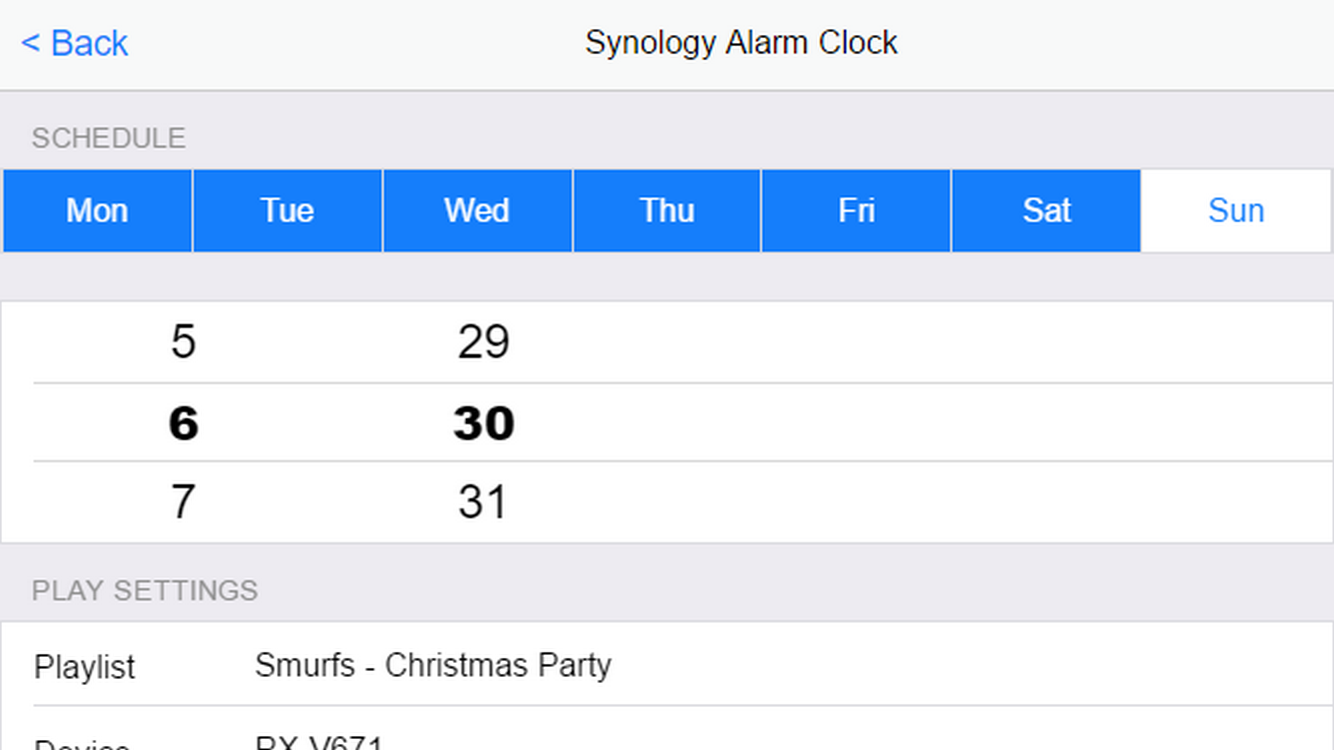 < Back Synology Alarm Clock
SCHEDULE
Mon Tue Wed Thu Fri Sat Sun
5 29
6 30
7 31
PLAY SETTINGS
Playlist Smurfs - Christmas Party
Device RX-V671